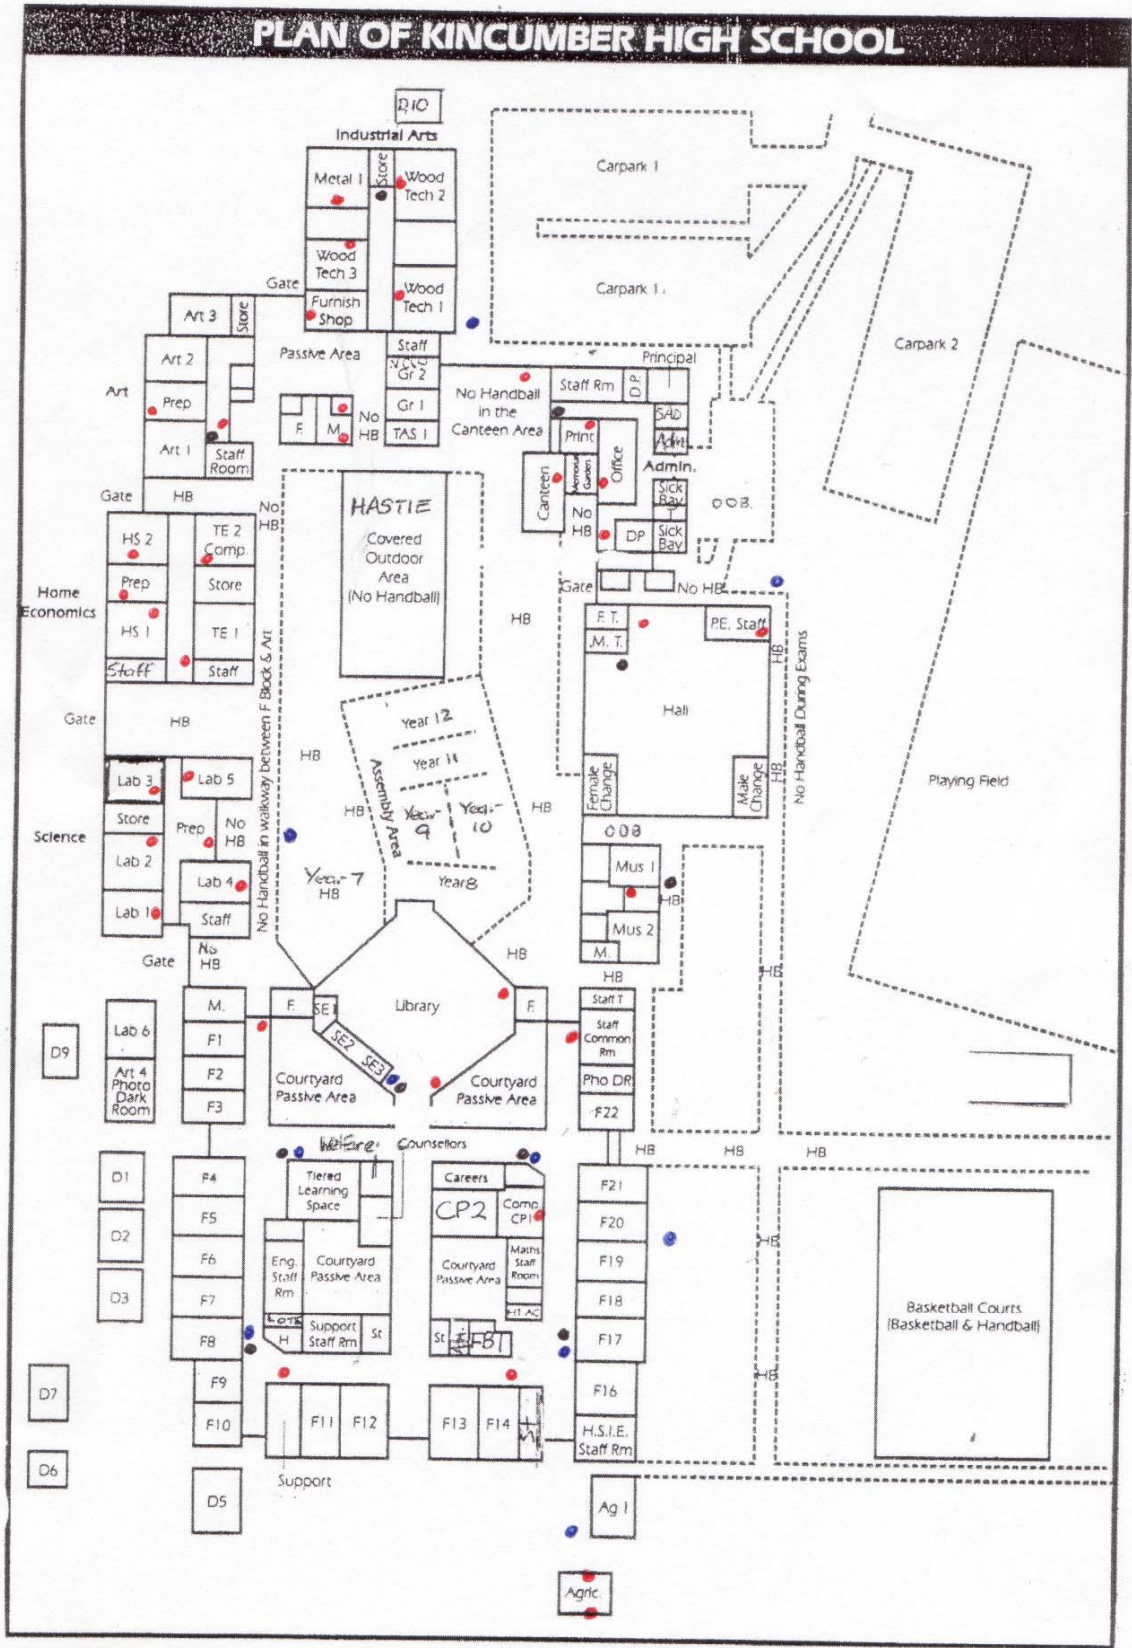 PLAN OF KINCUMBER HIGH SCHOOL
D.10
Industrial Arts
Metal 1
Store
Wood
Tech 2
Wood
Tech 3
Wood
Tech 1
Furnish
Shop
Gate
Art 3
Store
Carpark 1
Carpark 1.
Carpark 2
Passive Area
Staff
Gr 2
Gr 1
TAS 1
No Handball
in the
Canteen Area
Staff Rm
D.P.
Principal
Art 2
Art
Prep
Art 1
Staff
Room
F.
M.
No
HB
Print
Office
Memorial
Garden
Canteen
Admin.
Sick
Bay
Sick
Bay
DP
OOB.
No
HB
Gate
No HB
Gate
HB
No
HB
HASTIE
Covered
Outdoor
Area
(No Handball)
HS 2
TE 2
Comp.
Prep
Store
Home
Economics
HS 1
TE 1
Staff
Staff
HB
F. T.
M. T.
P.E. Staff
HB
Hall
No Handball During Exams
Gate
HB
Year 12
Year 11
Year-
9
Year-
10
Year 8
Assembly Area
HB
HB
HB
Female
Change
Male
Change
HB
Playing Field
Lab 3
Lab 5
Store
Science
Prep
No
HB
Lab 2
Lab 4
Lab 1
Staff
No Handball in walkway between F Block & Art
Year-7
HB
OOB
Mus 1
HB
Mus 2
M.
HB
HB
HB
Gate
No
HB
M.
F.
SE1
SE2
SE3
Library
F.
Staff T
Staff
Common
Rm
Pho DR
F22
D9
Lab 6
Art 4
Photo
Dark
Room
F1
F2
F3
Courtyard
Passive Area
Courtyard
Passive Area
Welfare
Counsellors
HB
HB
HB
D1
D2
D3
F4
F5
F6
F7
F8
Tiered
Learning
Space
Eng.
Staff
Rm
Courtyard
Passive Area
LOTE
H
Support
Staff Rm
St
Careers
CP2
Comp
CP1
Courtyard
Passive Area
Maths
Staff
Room
St
FBT
F21
F20
F19
F18
F17
HB
HB
Basketball Courts
(Basketball & Handball)
D7
D6
F9
F10
D5
F11
F12
Support
F13
F14
St
F16
H.S.I.E.
Staff Rm
Ag 1
Agric.